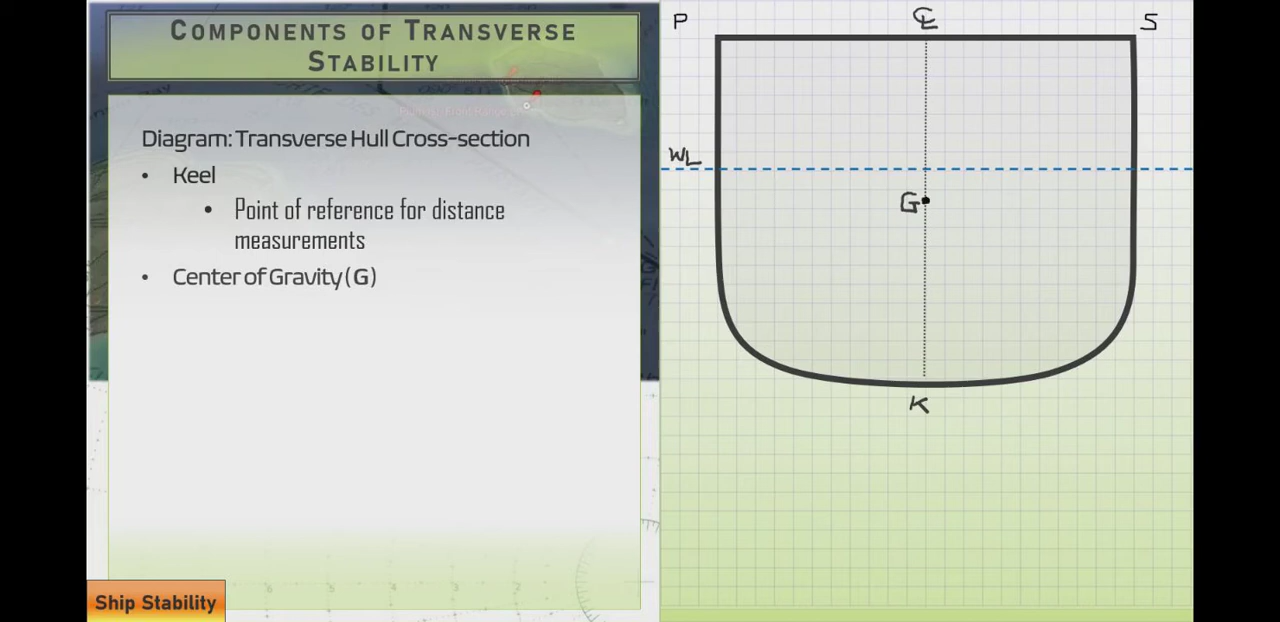 COMPONENTS OF TRANSVERSE
STABILITY
Diagram: Transverse Hull Cross-section
• Keel
• Point of reference for distance
measurements
• Center of Gravity (G)
Ship Stability
P
℄
S
WL
G
K